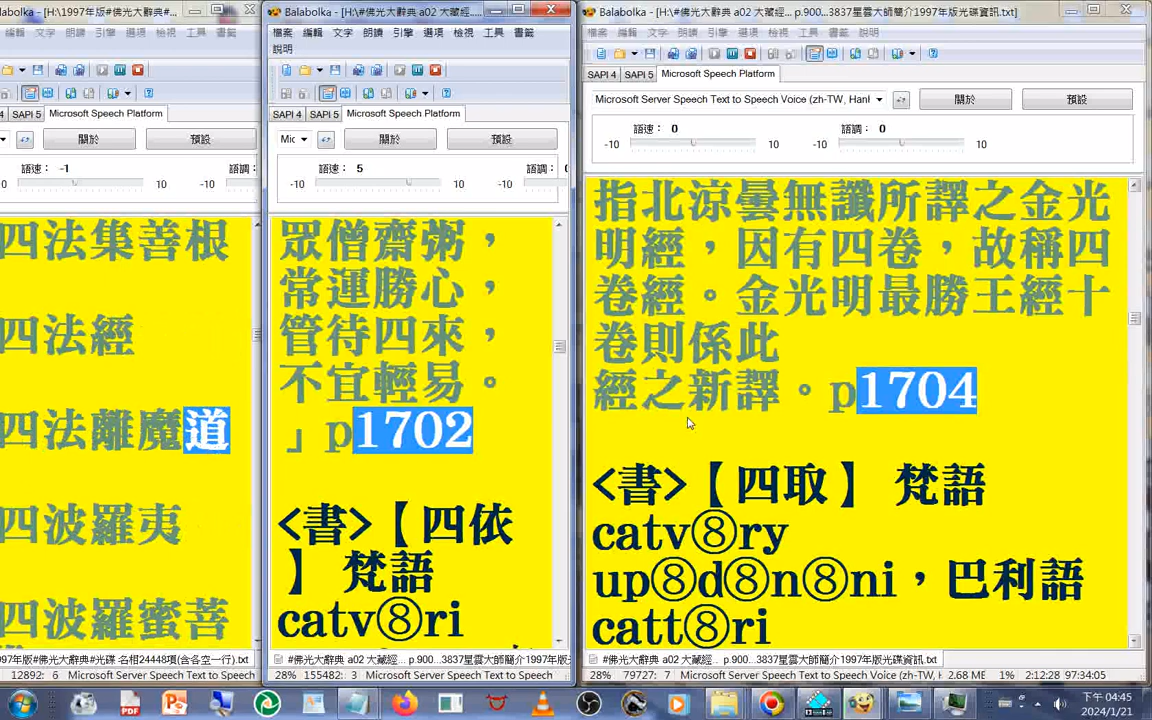 alabolka - [H:\1997年版#佛光大辭典#...
編輯 文字 朗讀 引擎 選項 檢視 工具 書籤
SAPI 5 Microsoft Speech Platform
關於 預設
語速： -1 語調：
10 -10
四法集善根
四法經
四法離魔道
四波羅夷
四波羅蜜菩
97年版#佛光大辭典#光碟 名相24448項(含各空一行).txt
12892: 6 Microsoft Server Speech Text to Speech
Balabolka - [H:\#佛光大辭典 a02 大藏經...
檔案 編輯 文字 朗讀 引擎 選項 檢視 工具 書籤
說明
SAPI 4 SAPI 5 Microsoft Speech Platform
Mic 關於 預設
語速： 5 語調： 0
-10 10 -10
眾僧齋粥，
常運勝心，
管待四來，
不宜輕易。
」p1702
<書>【四依
】 梵語
catv⑧ri
#佛光大辭典 a02 大藏經... p.900...3837星雲大師簡介1997年版光
28% 155482: 3 Microsoft Server Speech Text to Speech
Balabolka - [H:\#佛光大辭典 a02 大藏經... p.900...3837星雲大師簡介1997年版光碟資訊.txt]
檔案 編輯 文字 朗讀 引擎 選項 檢視 工具 書籤 說明
SAPI 4 SAPI 5 Microsoft Speech Platform
Microsoft Server Speech Text to Speech Voice (zh-TW, Hanl 關於 預設
語速： 0 語調： 0
-10 10 -10 10
指北涼曇無讖所譯之金光
明經，因有四卷，故稱四
卷經。金光明最勝王經十
卷則係此
經之新譯。p1704
<書>【四取】 梵語
catv⑧ry
up⑧d⑧n⑧ni，巴利語
catt⑧ri
#佛光大辭典 a02 大藏經... p.900...3837星雲大師簡介1997年版光碟資訊.txt
28% 79727: 7 Microsoft Server Speech Text to Speech Voice (zh-TW, Hanl 2.68 ME 1% 2:12:28 97:34:05
下午 04:45
2024/1/21